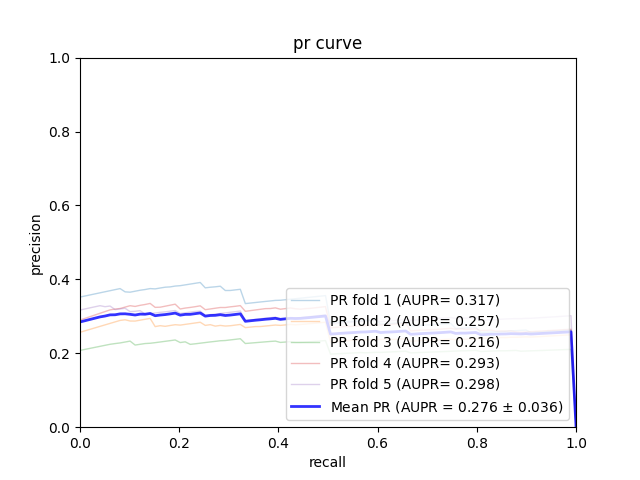 pr curve
1.0
0.8
0.6
0.4
0.2
0.0
precision
PR fold 1 (AUPR= 0.317)
PR fold 2 (AUPR= 0.257)
PR fold 3 (AUPR= 0.216)
PR fold 4 (AUPR= 0.293)
PR fold 5 (AUPR= 0.298)
Mean PR (AUPR = 0.276 ± 0.036)
0.0 0.2 0.4 0.6 0.8 1.0
recall